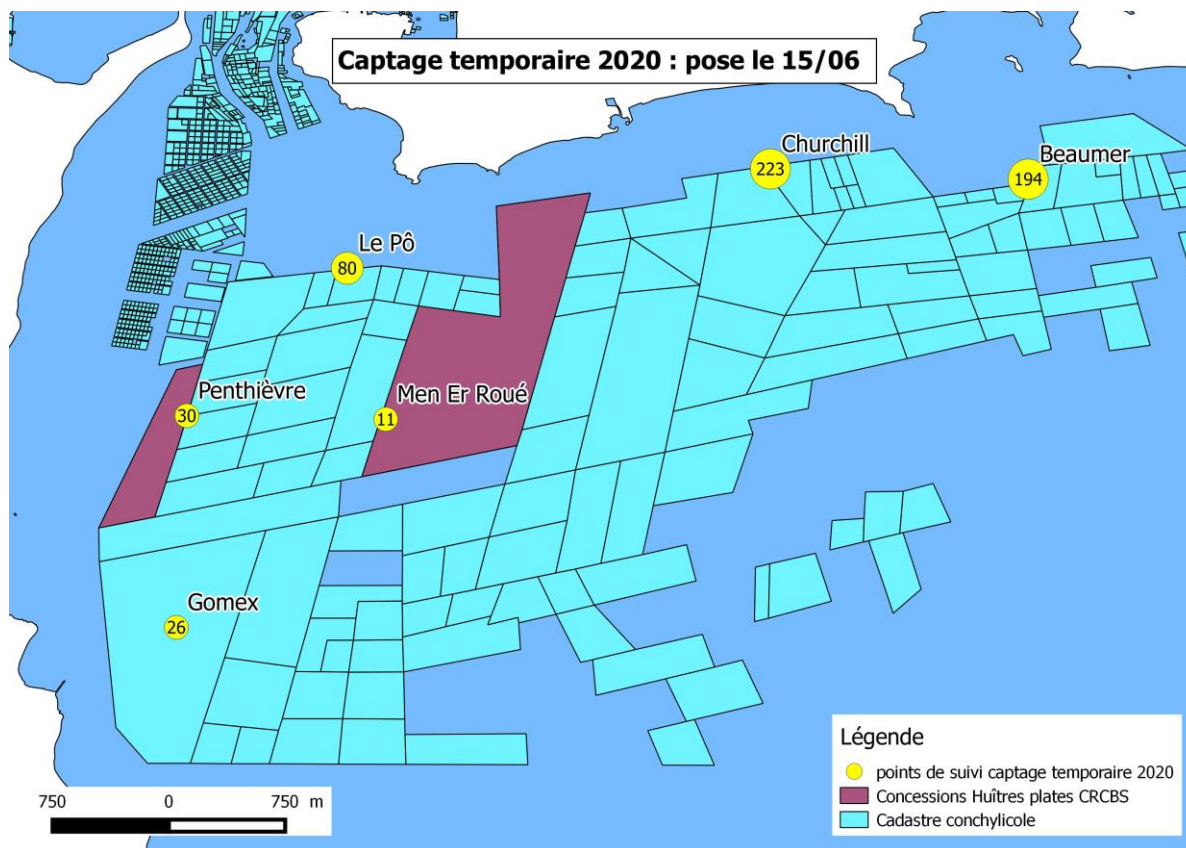 Captage temporaire 2020 : pose le 15/06
Churchill
223
Beaumer
194
Le Pô
80
Penthièvre
30
Men Er Roué
11
Gomex
26
Légende
points de suivi captage temporaire 2020
Concessions Huîtres plates CRCBS
Cadastre conchylicole
750 0 750 m